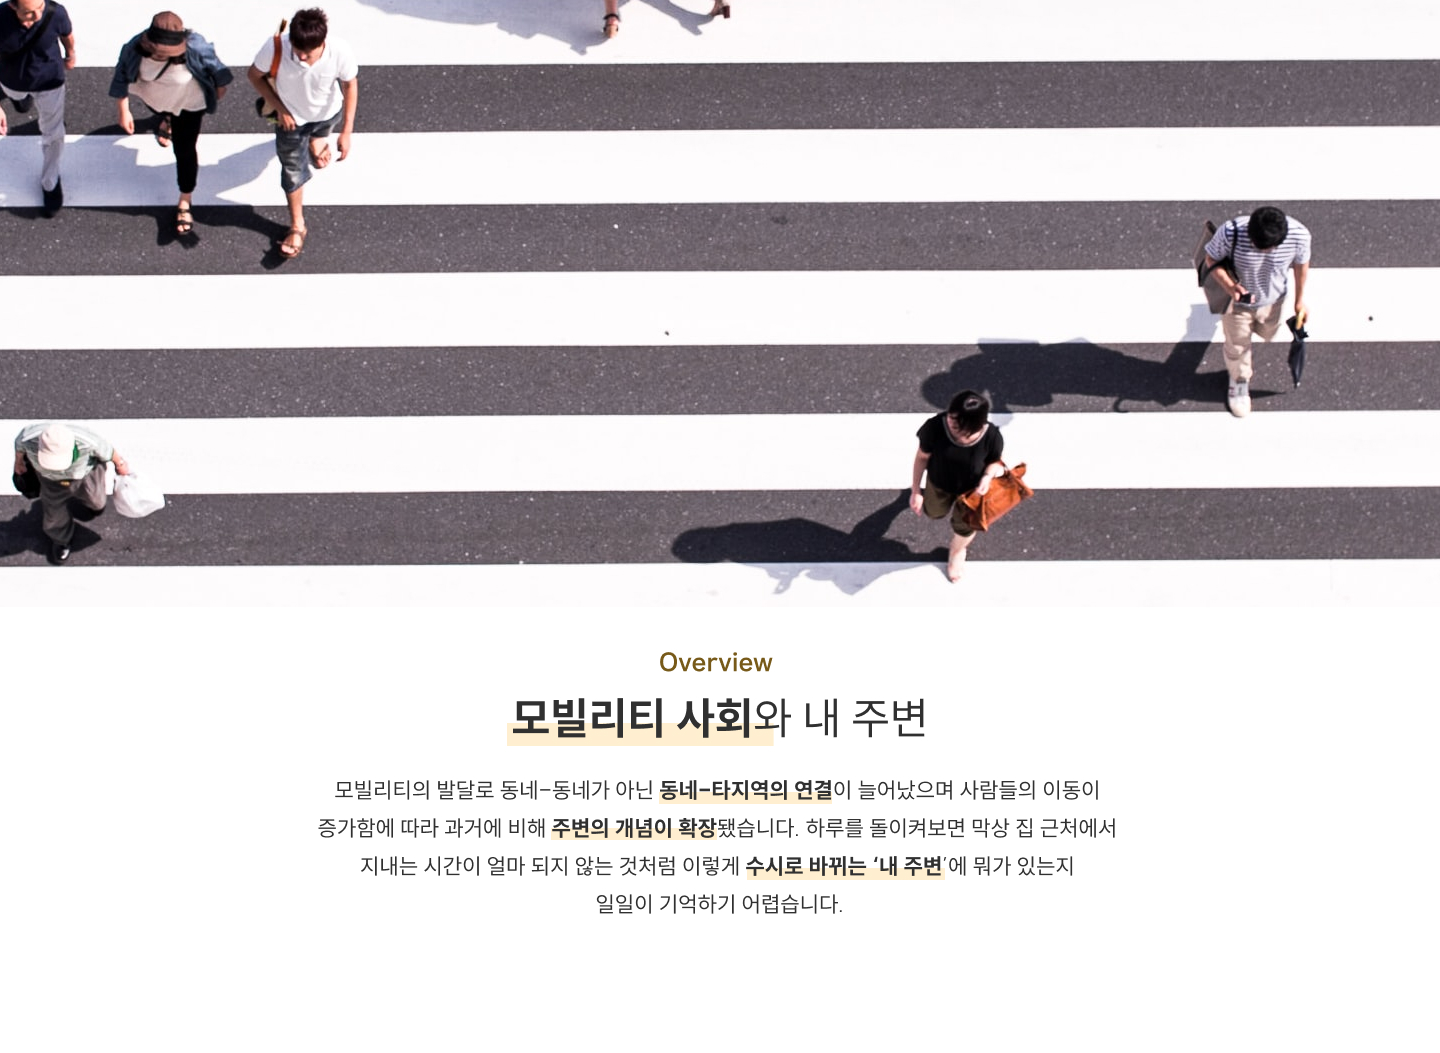 Overview
모빌리티 사회와 내 주변
모빌리티의 발달로 동네-동네가 아닌 동네-타지역의 연결이 늘어났으며 사람들의 이동이
증가함에 따라 과거에 비해 주변의 개념이 확장됐습니다. 하루를 돌이켜보면 막상 집 근처에서
지내는 시간이 얼마 되지 않는 것처럼 이렇게 수시로 바뀌는 ‘내 주변’에 뭐가 있는지
일일이 기억하기 어렵습니다.